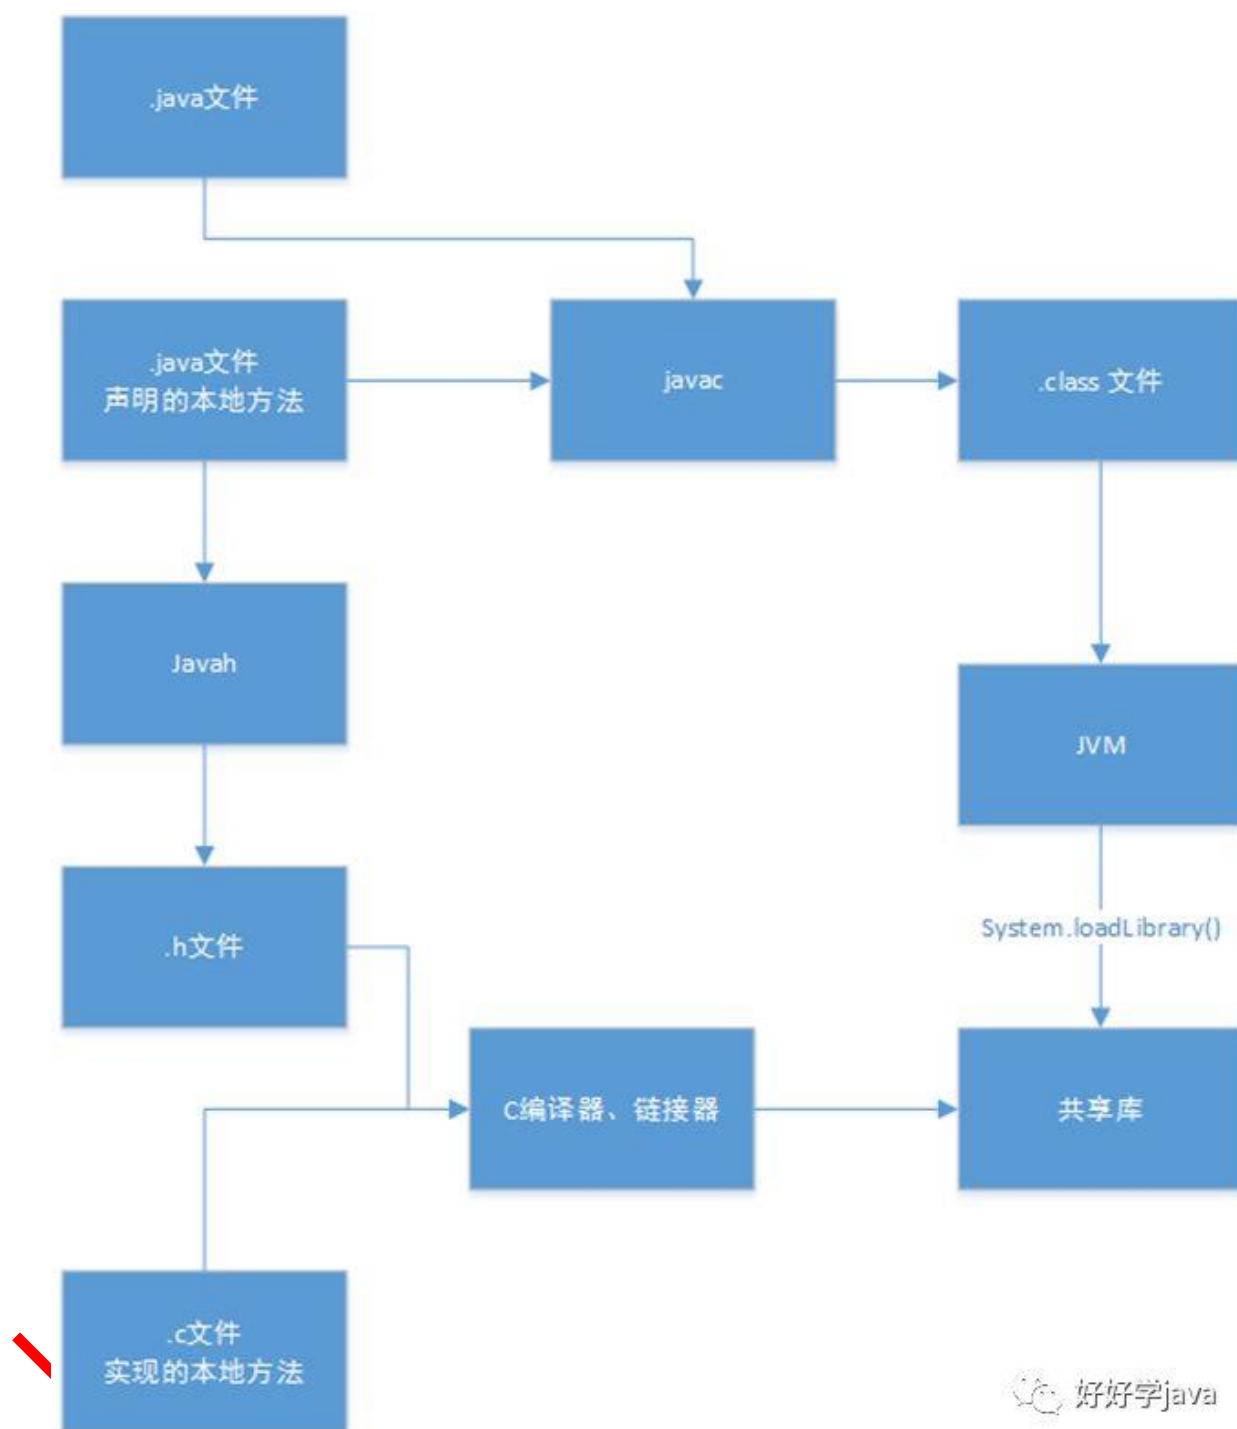 .java文件
.java文件
声明的本地方法
javac
.class 文件
Javah
JVM
.h文件
System.loadLibrary()
C编译器、链接器
共享库
.c文件
实现的本地方法
好好学java